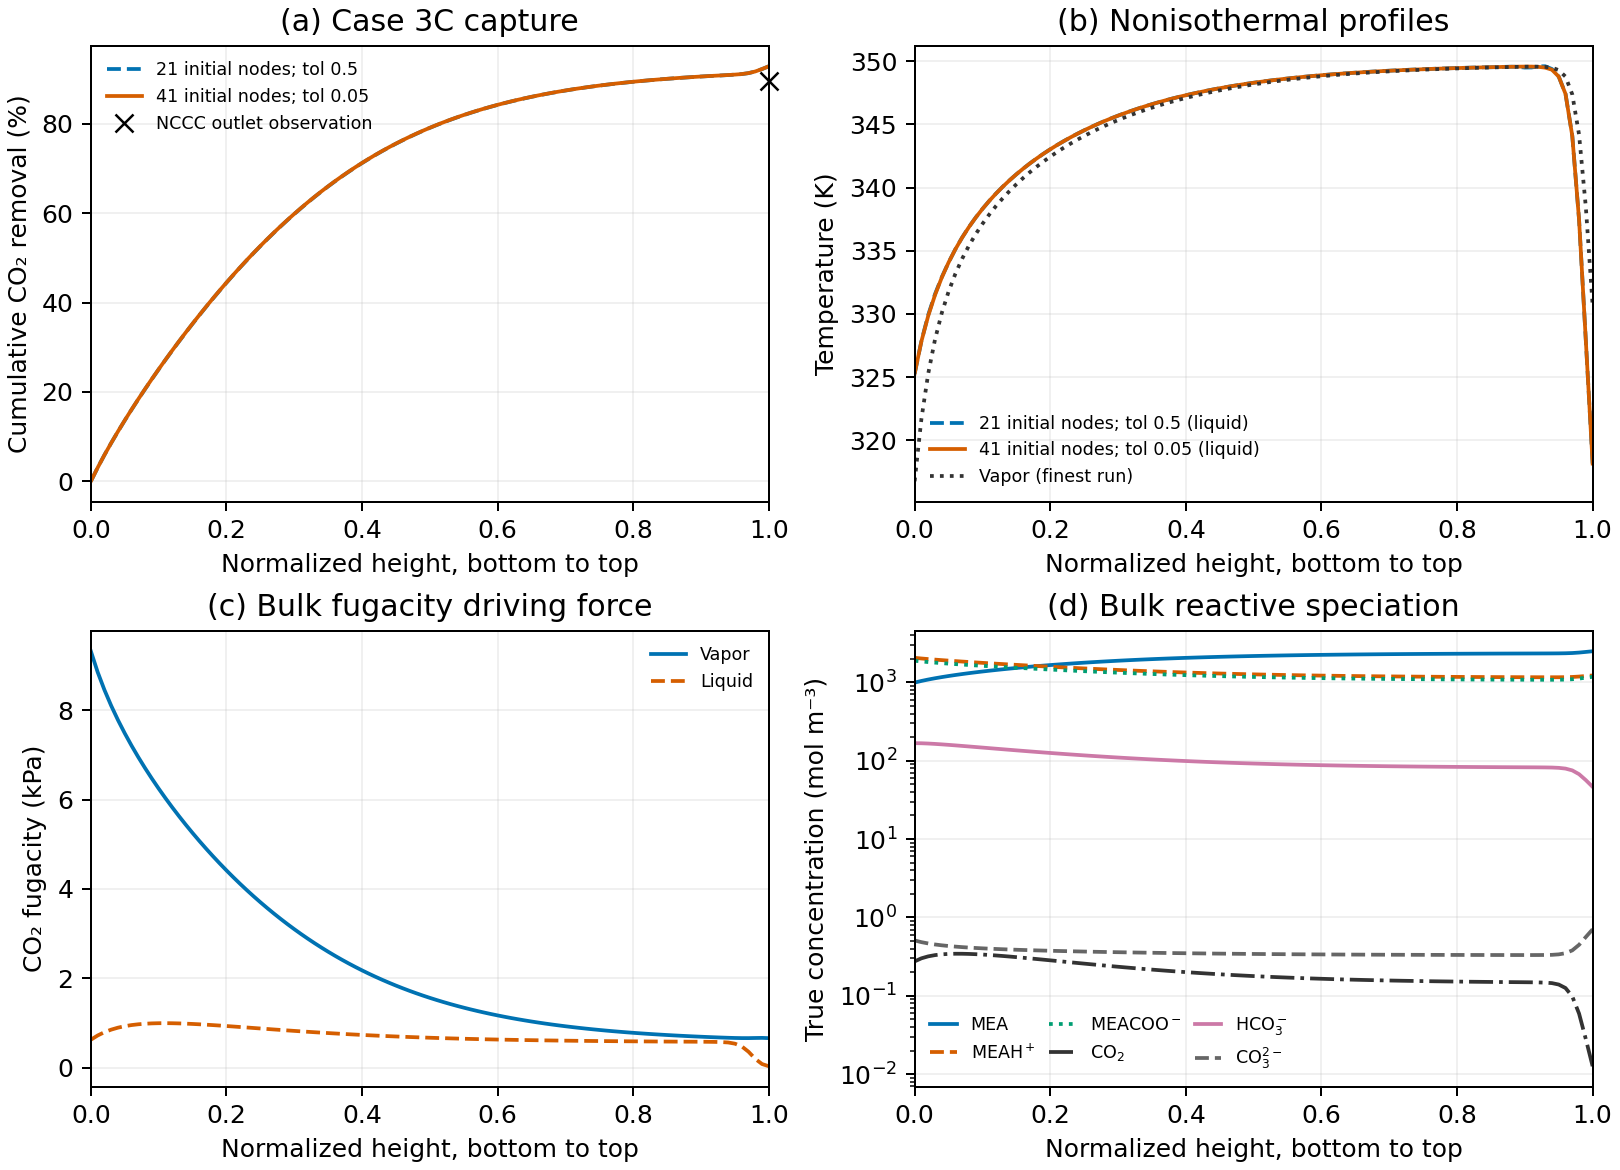 (a) Case 3C capture
Cumulative CO₂ removal (%)
80
60
40
20
0
21 initial nodes; tol 0.5
41 initial nodes; tol 0.05
NCCC outlet observation
0.0 0.2 0.4 0.6 0.8 1.0
Normalized height, bottom to top
(b) Nonisothermal profiles
Temperature (K)
350
345
340
335
330
325
320
21 initial nodes; tol 0.5 (liquid)
41 initial nodes; tol 0.05 (liquid)
Vapor (finest run)
0.0 0.2 0.4 0.6 0.8 1.0
Normalized height, bottom to top
(c) Bulk fugacity driving force
CO₂ fugacity (kPa)
8
6
4
2
0
Vapor
Liquid
0.0 0.2 0.4 0.6 0.8 1.0
Normalized height, bottom to top
(d) Bulk reactive speciation
True concentration (mol m⁻³)
10³
10²
10¹
10⁰
10⁻¹
10⁻²
MEA MEACOO⁻ HCO₃⁻
MEAH⁺ CO₂ CO₃²⁻
0.0 0.2 0.4 0.6 0.8 1.0
Normalized height, bottom to top